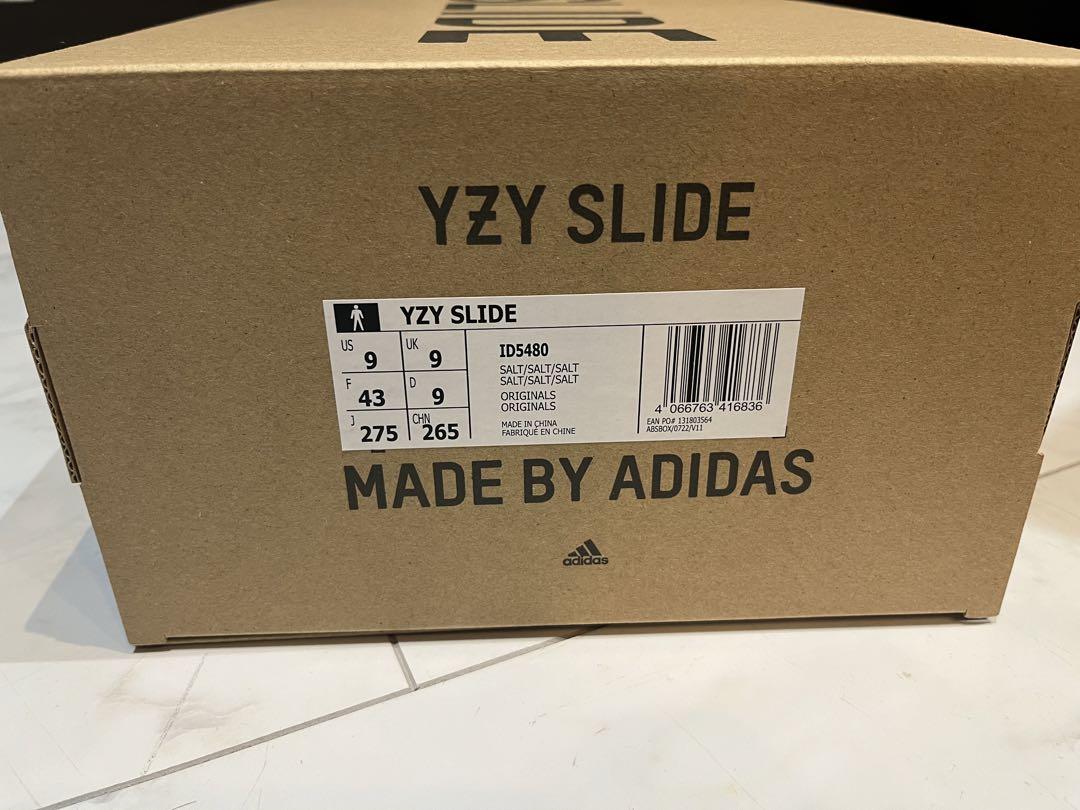 SLIDE
YZY SLIDE
YZY SLIDE
US 9 UK 9
F 43 D 9
J 275 CHN 265
ID5480
SALT/SALT/SALT
SALT/SALT/SALT
ORIGINALS
ORIGINALS
MADE IN CHINA
FABRIQUÉ EN CHINE
4 066763 416836
EAN PO# 131803564
ABSBOX/0722/V11
MADE BY ADIDAS
adidas